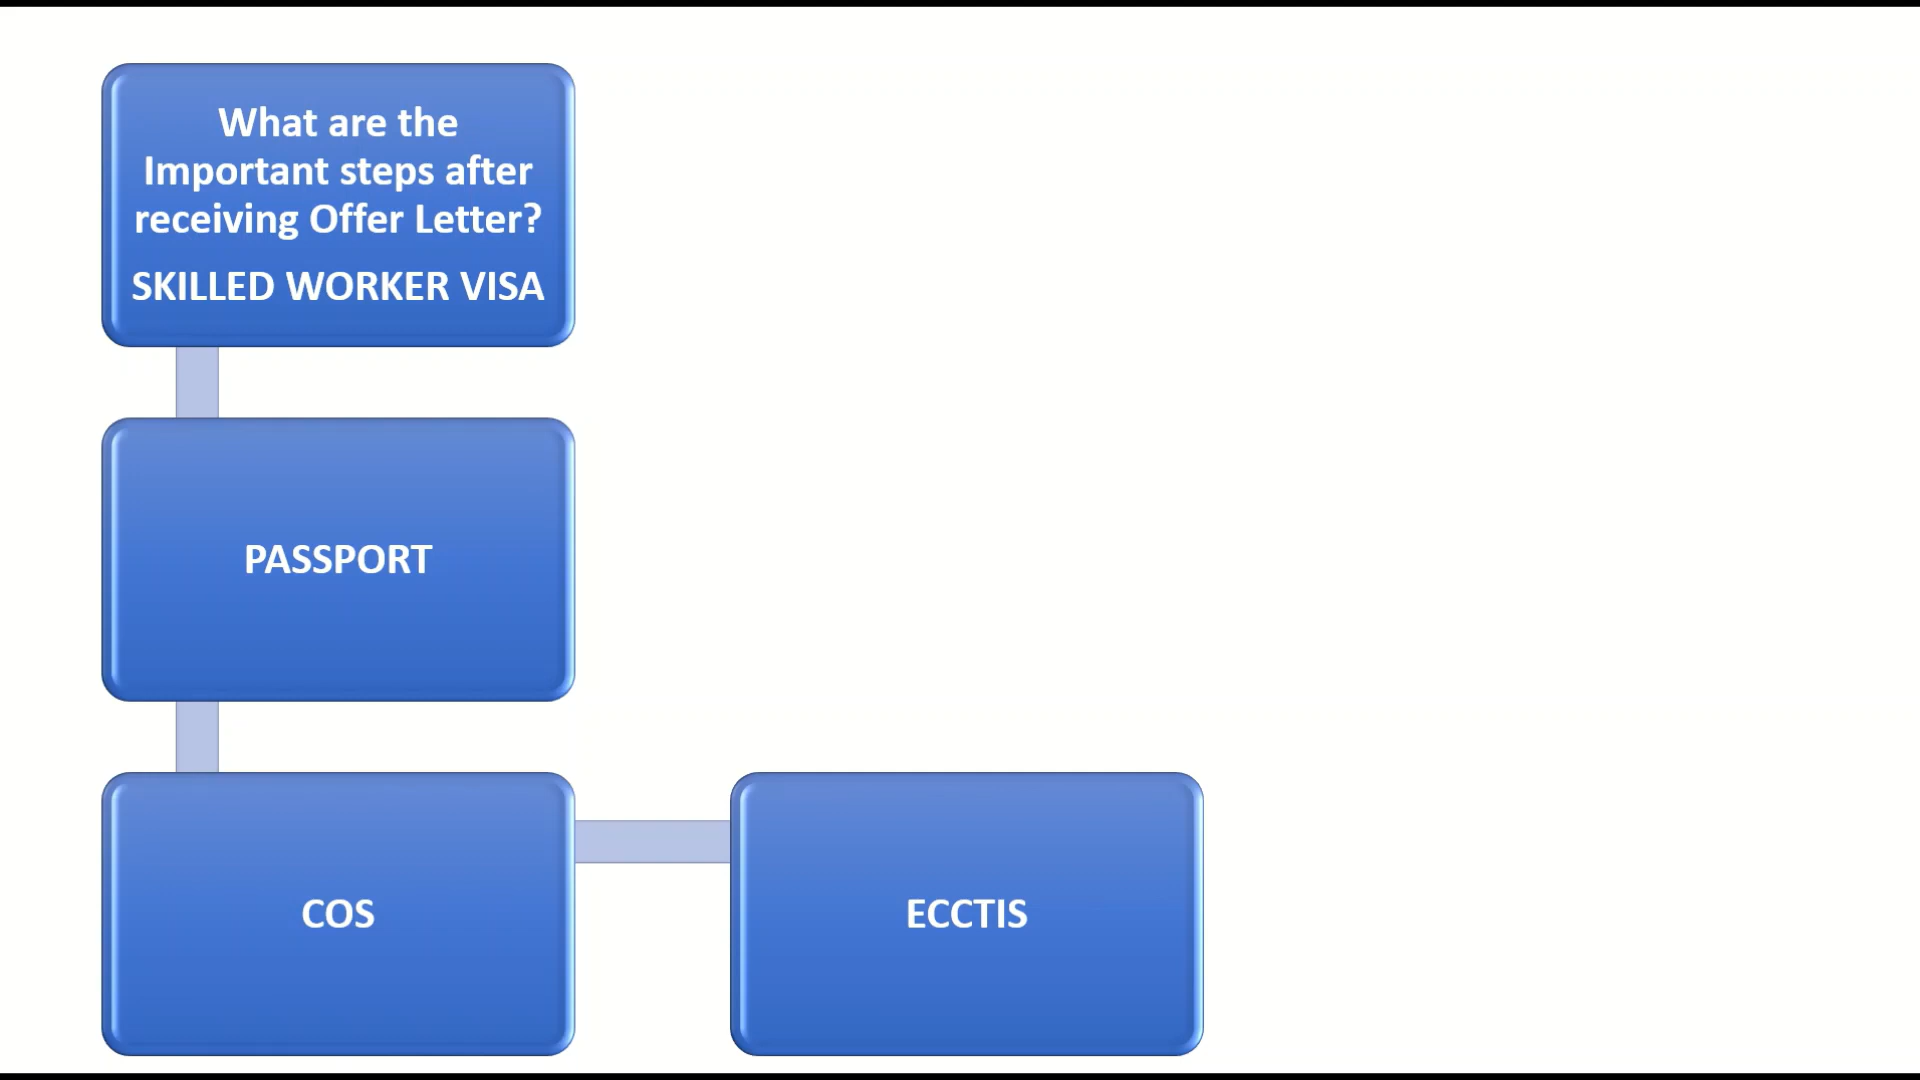 What are the
Important steps after
receiving Offer Letter?
SKILLED WORKER VISA
PASSPORT
COS
ECCTIS